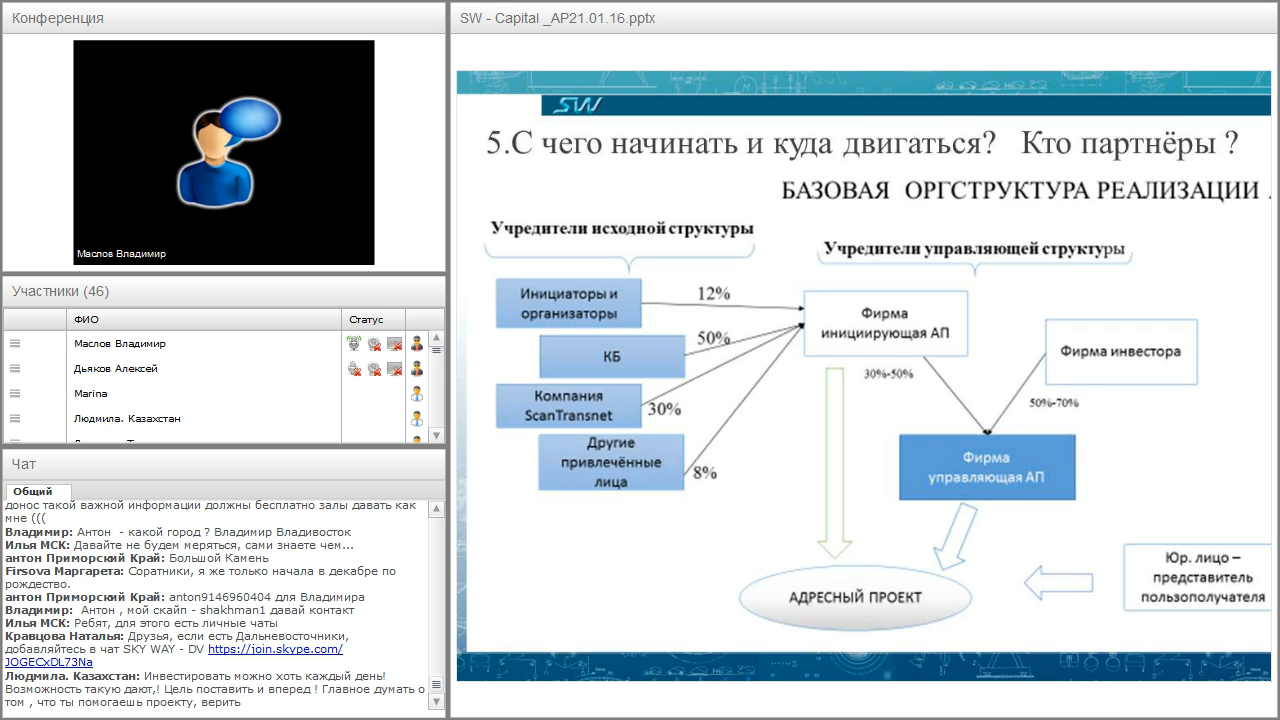 Конференция
Маслов Владимир
Участники (46)
ФИО
Статус
Маслов Владимир
Дьяков Алексей
Marina
Людмила. Казахстан
Чат
Общий
донос такой важной информации должны бесплатно залы давать как
мне (((
Владимир: Антон - какой город ? Владимир Владивосток
Илья МСК: Давайте не будем меряться, сами знаете чем...
антон Приморский Край: Большой Камень
Firsova Маргарета: Соратники, я же только начала в декабре по
рождество.
антон Приморский Край: anton9146960404 для Владимира
Владимир: Антон , мой скайп - shakhman1 давай контакт
Илья МСК: Ребят, для этого есть личные чаты
Кравцова Наталья: Друзья, если есть Дальневосточники,
добавляйтесь в чат SKY WAY - DV https://join.skype.com/
JOGECxDL73Na
Людмила. Казахстан: Инвестировать можно хоть каждый день!
Возможность такую дают,! Цель поставить и вперед ! Главное думать о
том , что ты помогаешь проекту, верить
SW - Capital _AP21.01.16.pptx
SW
5.С чего начинать и куда двигаться? Кто партнёры ?
БАЗОВАЯ ОРГСТРУКТУРА РЕАЛИЗАЦИИ
Учредители исходной структуры
Учредители управляющей структуры
Инициаторы и
организаторы
12%
КБ
50%
Компания
ScanTransnet
30%
Другие
привлечённые
лица
8%
Фирма
инициирующая АП
30%-50%
Фирма инвестора
50%-70%
Фирма
управляющая АП
АДРЕСНЫЙ ПРОЕКТ
Юр. лицо –
представитель
пользополучателя